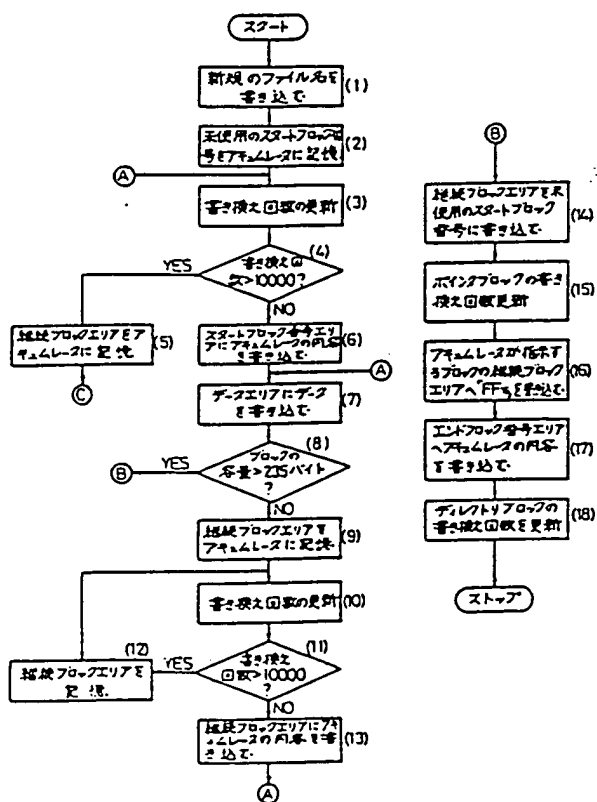 スタート
新規のファイル名を
書き込む
(1)
未使用のスタートブロック番
号をアキュムレータに記憶
(2)
A
書き換え回数の更新
(3)
書き換え回
数>10000?
(4)
YES
NO
継続ブロックエリアをア
キュムレータに記憶
(5)
C
スタートブロック番号エリ
アにアキュムレータの内容
を書き込む
(6)
A
データエリアにデータ
を書き込む
(7)
ブロックの
容量>235バイト
?
(8)
YES
B
NO
継続ブロックエリアを
アキュムレータに記憶
(9)
書き換え回数の更新
(10)
書き換え
回数>10000
?
(11)
YES
(12)
継続ブロックエリアを
記憶
NO
継続ブロックエリアにアキ
ュムレータの内容を書
き込む
(13)
A
B
継続ブロックエリアを未
使用のスタートブロック
番号に書き込む
(14)
ポインタブロックの書き
換え回数更新
(15)
アキュムレータが指示す
るブロックの継続ブロック
エリアへ"FF"を書込む
(16)
エンドブロック番号エリア
へアキュムレータの内容
を書き込む
(17)
ディレクトリブロックの
書き換え回数を更新
(18)
ストップ